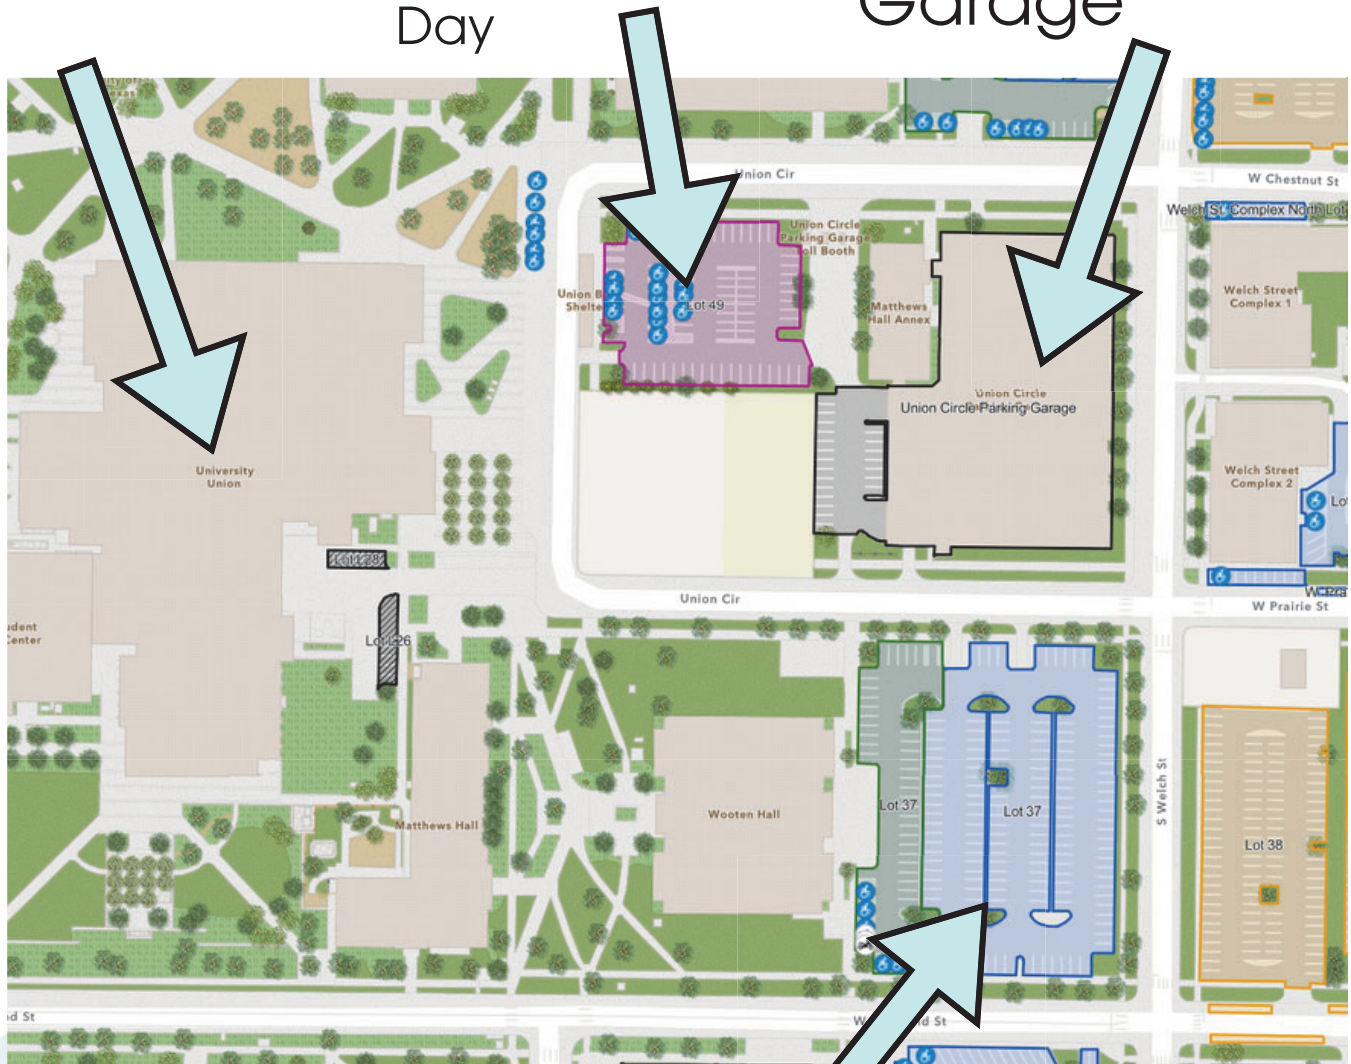 Day
Garage
Union Cir
W Chestnut St
Welch St. Complex North Lot
Union Circle
Parking Garage
Toll Booth
Lot 49
Matthews
Hall Annex
Welch Street
Complex 1
Union Circle
Union Circle Parking Garage
University
Union
Welch Street
Complex 2
Union Cir
W Prairie St
Lot 37
Lot 37
S Welch St
Lot 38
Wooten Hall
Matthews Hall